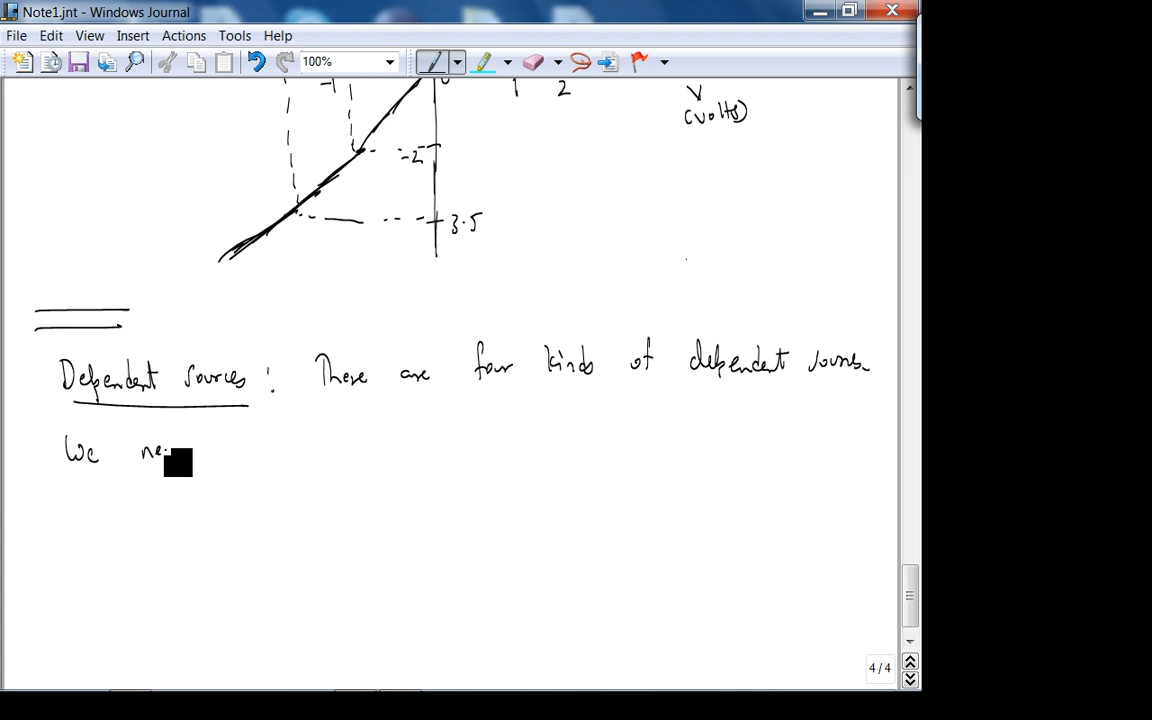 Note1.jnt - Windows Journal
File Edit View Insert Actions Tools Help
100%
-1 0 1 2 V
(volts)
-2
3.5
Dependent sources : There are four kinds of dependent sources.
We
4 / 4